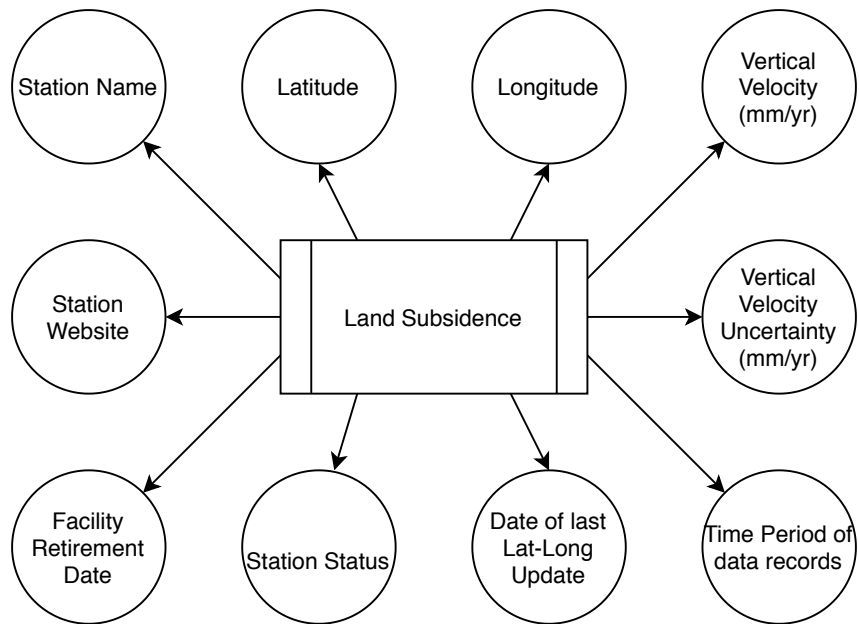 Station Name
Latitude
Longitude
Vertical
Velocity
(mm/yr)
Station
Website
Land Subsidence
Vertical
Velocity
Uncertainty
(mm/yr)
Facility
Retirement
Date
Station Status
Date of last
Lat-Long
Update
Time Period of
data records